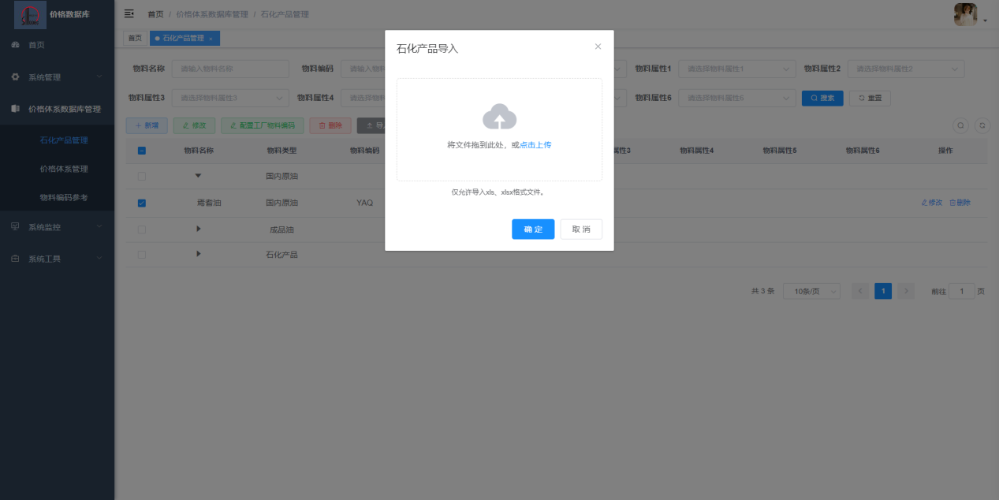 价格数据库
首页 / 价格体系数据库管理 / 石化产品管理
首页
石化产品管理 ×
首页
系统管理
价格体系数据库管理
石化产品管理
价格体系管理
物料编码参考
系统监控
系统工具
物料名称 请输入物料名称 物料编码 请输入物料 物料属性1 请选择物料属性1 物料属性2 请选择物料属性2
物料属性3 请选择物料属性3 物料属性4 请选择物料 物料属性6 请选择物料属性6 搜索 重置
新增 修改 配置工厂物料编码 删除 导
物料名称 物料类型 物料编码 属性3 物料属性4 物料属性5 物料属性6 操作
国内原油
焉耆油 国内原油 YAQ 修改 删除
成品油
石化产品
共 3 条 10条/页 1 前往 1 页
石化产品导入
将文件拖到此处，或点击上传
仅允许导入xls、xlsx格式文件。
确 定 取 消